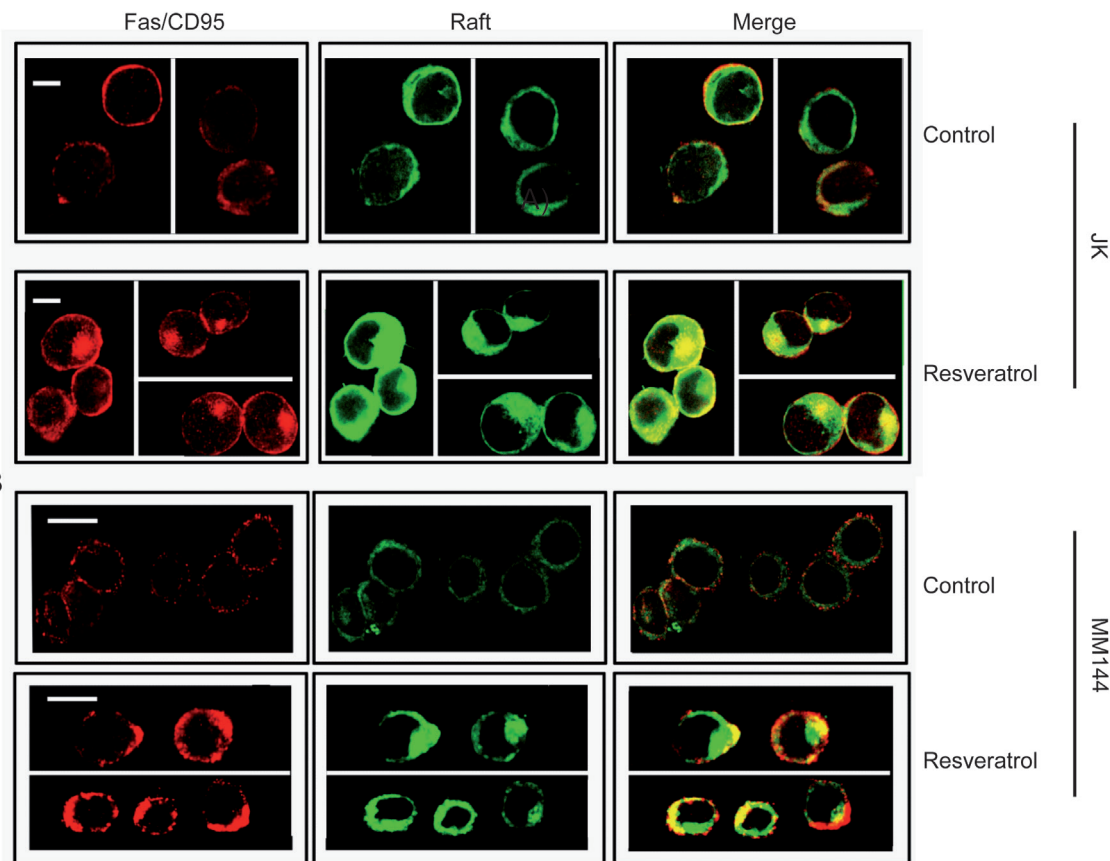 Fas/CD95 Raft Merge
Control
A)
JK
Resveratrol
Control
MM144
Resveratrol